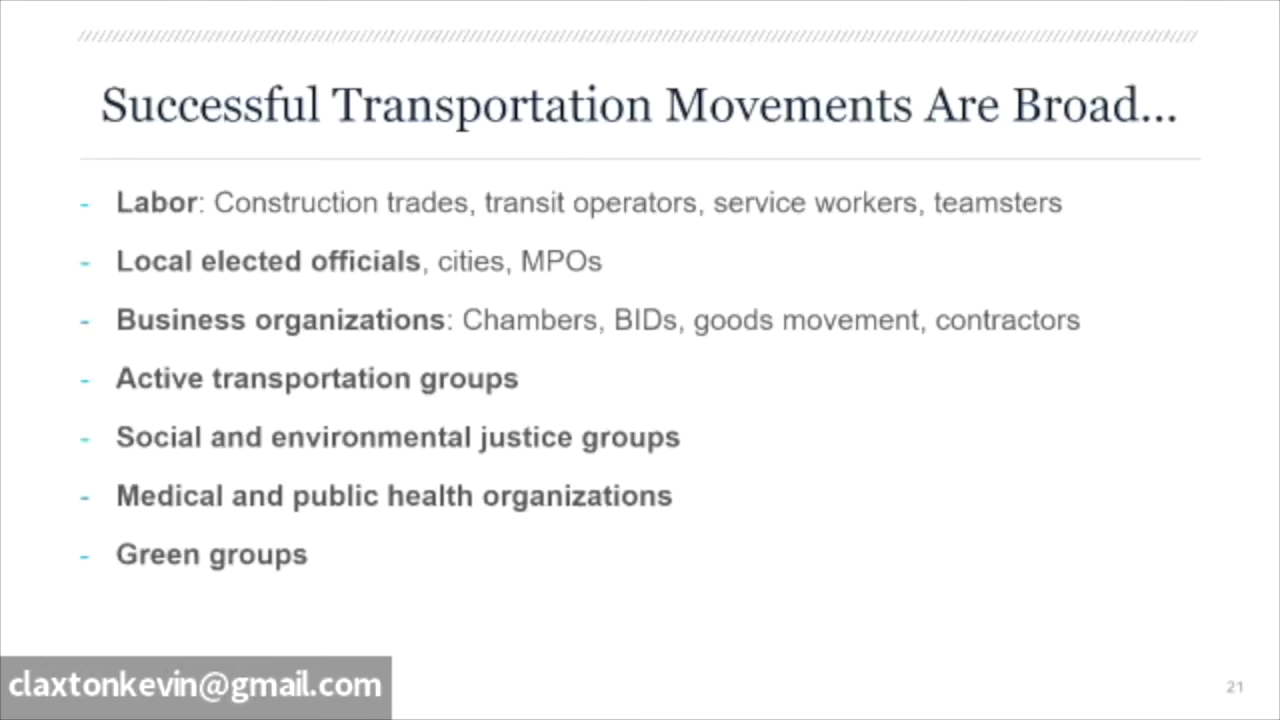 Successful Transportation Movements Are Broad...
- Labor: Construction trades, transit operators, service workers, teamsters
- Local elected officials, cities, MPOs
- Business organizations: Chambers, BIDs, goods movement, contractors
- Active transportation groups
- Social and environmental justice groups
- Medical and public health organizations
- Green groups
claxtonkevin@gmail.com
21